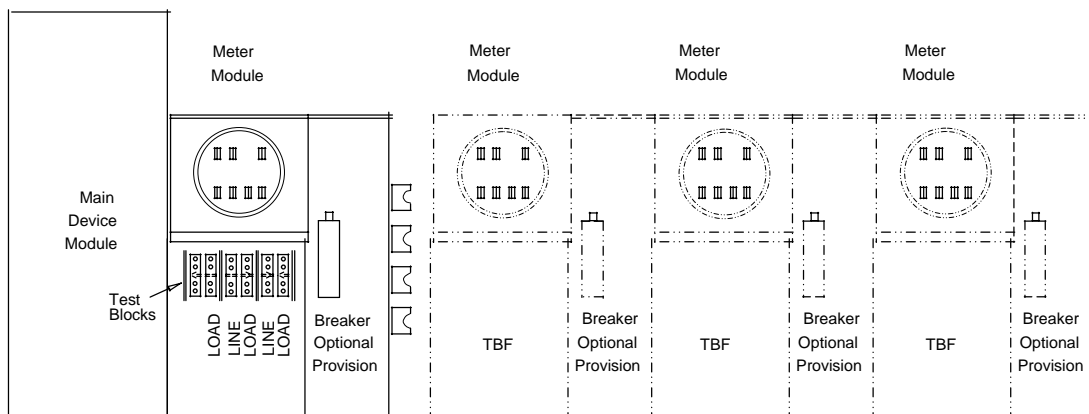 Meter
Module
Meter
Module
Meter
Module
Meter
Module
Main
Device
Module
Test
Blocks
LOAD
LINE
LOAD
LINE
LOAD
Breaker
Optional
Provision
TBF
Breaker
Optional
Provision
TBF
Breaker
Optional
Provision
TBF
Breaker
Optional
Provision